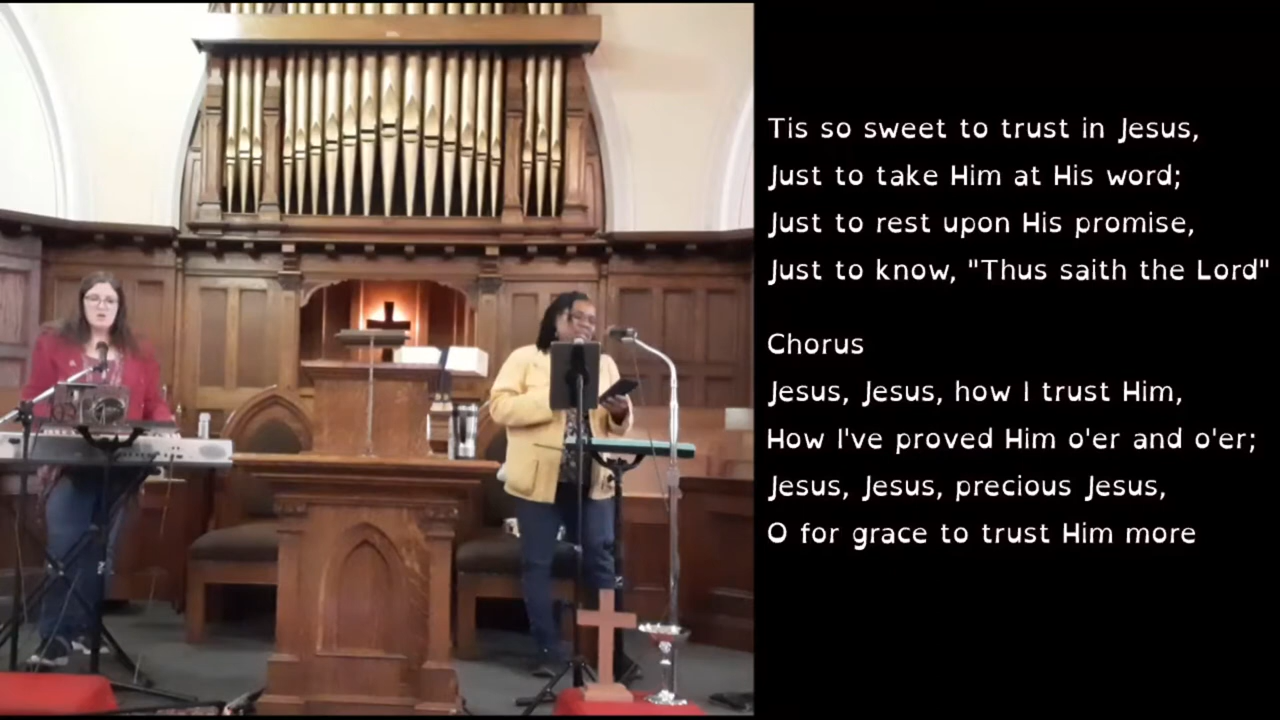 Tis so sweet to trust in Jesus,
Just to take Him at His word;
Just to rest upon His promise,
Just to know, "Thus saith the Lord"
Chorus
Jesus, Jesus, how I trust Him,
How I've proved Him o'er and o'er;
Jesus, Jesus, precious Jesus,
O for grace to trust Him more